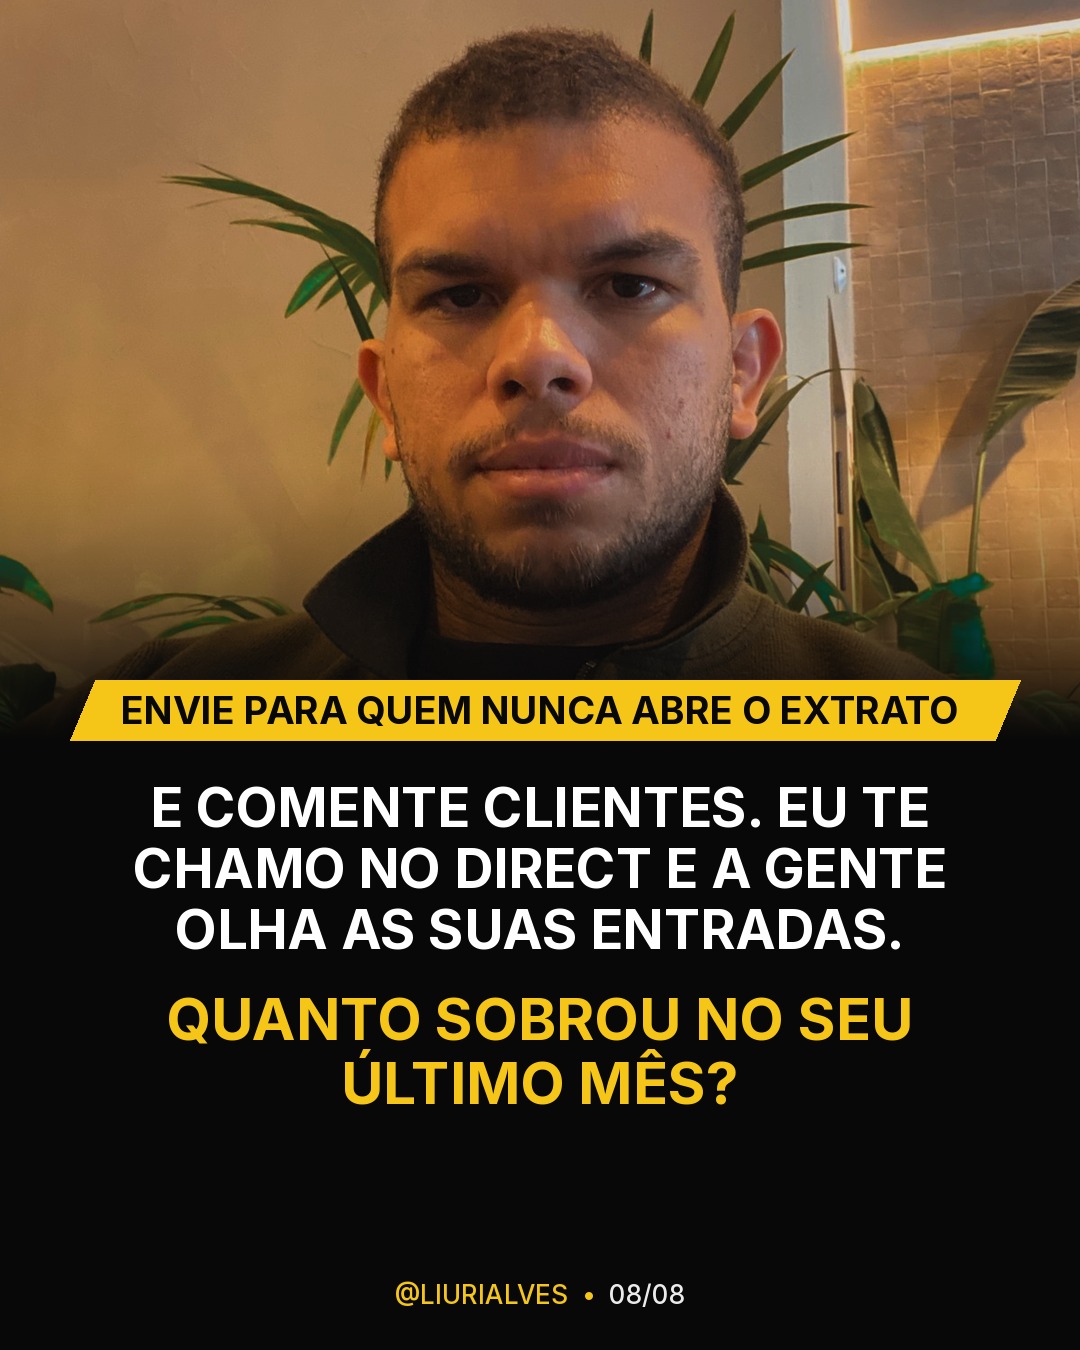 ENVIE PARA QUEM NUNCA ABRE O EXTRATO
E COMENTE CLIENTES. EU TE
CHAMO NO DIRECT E A GENTE
OLHA AS SUAS ENTRADAS.
QUANTO SOBROU NO SEU
ÚLTIMO MÊS?
@LIURIALVES • 08/08